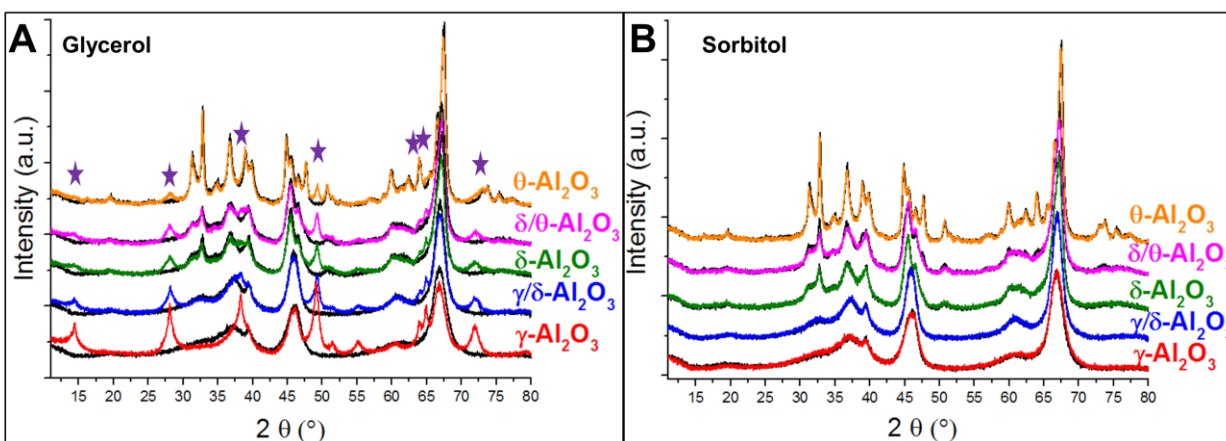 A Glycerol
Intensity (a.u.)
θ-Al₂O₃
δ/θ-Al₂O₃
δ-Al₂O₃
γ/δ-Al₂O₃
γ-Al₂O₃
15 20 25 30 35 40 45 50 55 60 65 70 75 80
2 θ (°)
B Sorbitol
Intensity (a.u.)
θ-Al₂O₃
δ/θ-Al₂O
δ-Al₂O₃
γ/δ-Al₂O
γ-Al₂O₃
15 20 25 30 35 40 45 50 55 60 65 70 75 80
2 θ (°)